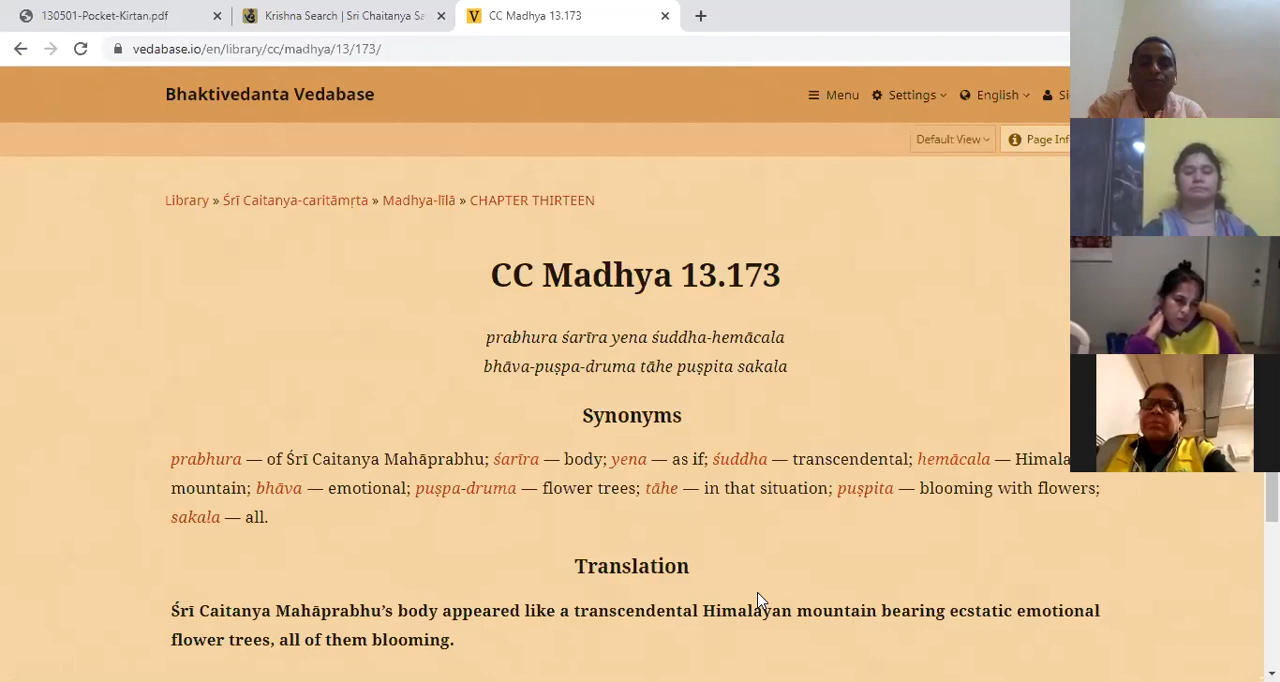 130501-Pocket-Kirtan.pdf
Krishna Search | Sri Chaitanya Sa
CC Madhya 13.173
vedabase.io/en/library/cc/madhya/13/173/
Bhaktivedanta Vedabase
Menu Settings English
Default View Page Inf
Library » Śrī Caitanya-caritāmṛta » Madhya-līlā » CHAPTER THIRTEEN
CC Madhya 13.173
prabhura śarīra yena śuddha-hemācala
bhāva-puṣpa-druma tāhe puṣpita sakala
Synonyms
prabhura — of Śrī Caitanya Mahāprabhu; śarīra — body; yena — as if; śuddha — transcendental; hemācala — Himala
mountain; bhāva — emotional; puṣpa-druma — flower trees; tāhe — in that situation; puṣpita — blooming with flowers;
sakala — all.
Translation
Śrī Caitanya Mahāprabhu’s body appeared like a transcendental Himalayan mountain bearing ecstatic emotional
flower trees, all of them blooming.